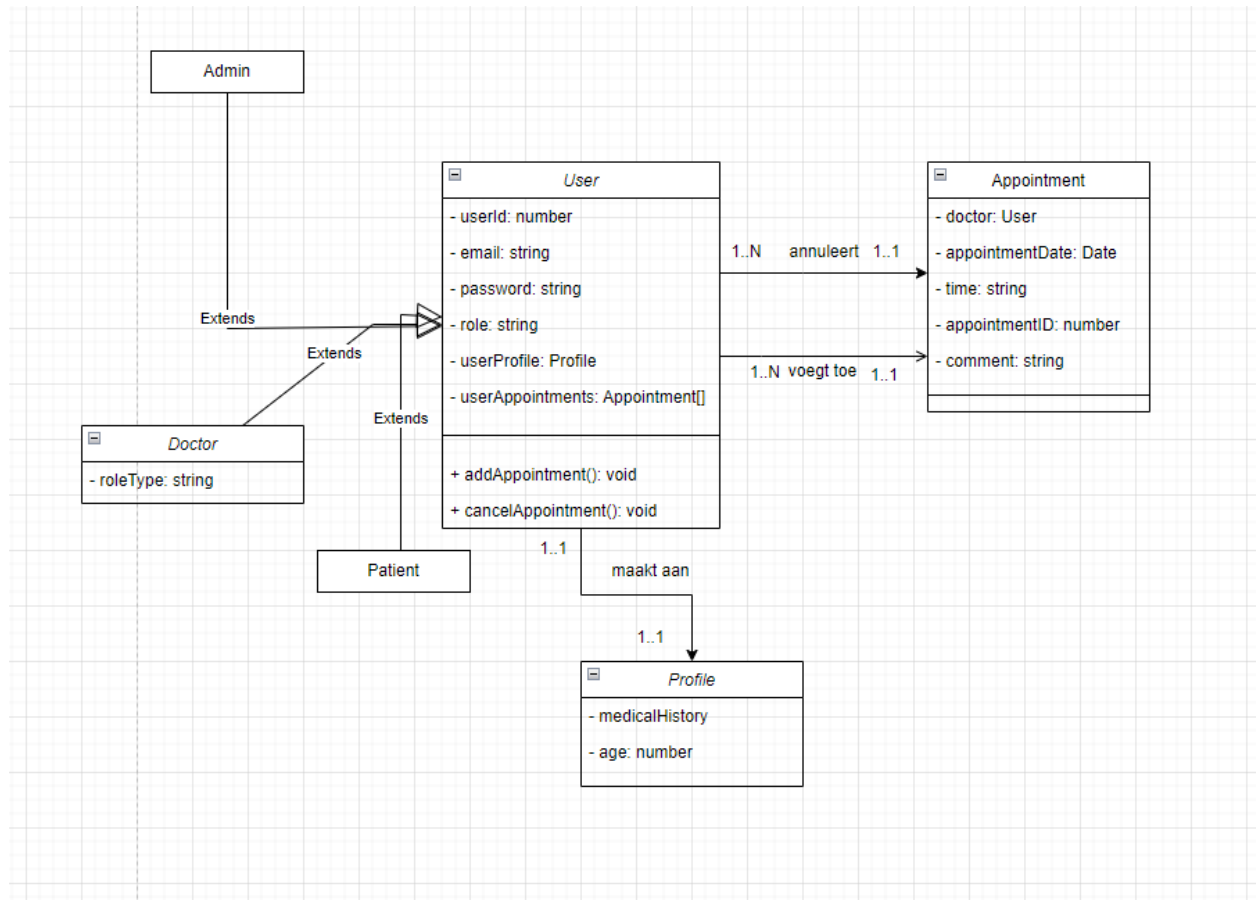 Admin
User
- userId: number
- email: string
- password: string
- role: string
- userProfile: Profile
- userAppointments: Appointment[]
+ addAppointment(): void
+ cancelAppointment(): void
Appointment
- doctor: User
- appointmentDate: Date
- time: string
- appointmentID: number
- comment: string
1..N annuleert 1..1
1..N voegt toe 1..1
Extends
Extends
Extends
Doctor
- roleType: string
Patient
1..1
maakt aan
1..1
Profile
- medicalHistory
- age: number